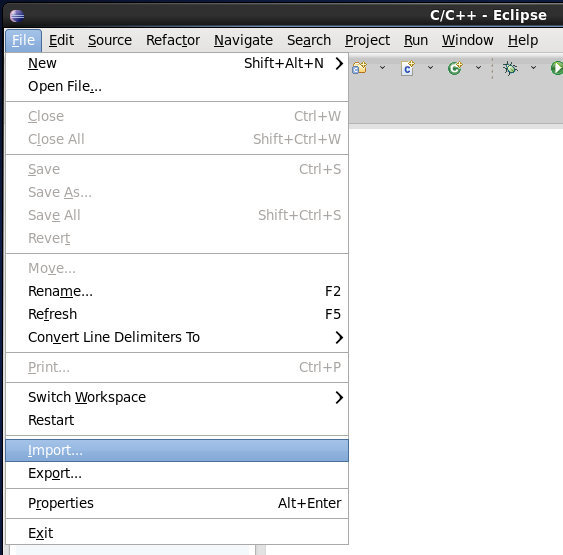 C/C++ - Eclipse
File Edit Source Refactor Navigate Search Project Run Window Help
New Shift+Alt+N
Open File...
Close Ctrl+W
Close All Shift+Ctrl+W
Save Ctrl+S
Save As...
Save All Shift+Ctrl+S
Revert
Move...
Rename... F2
Refresh F5
Convert Line Delimiters To
Print... Ctrl+P
Switch Workspace
Restart
Import...
Export...
Properties Alt+Enter
Exit